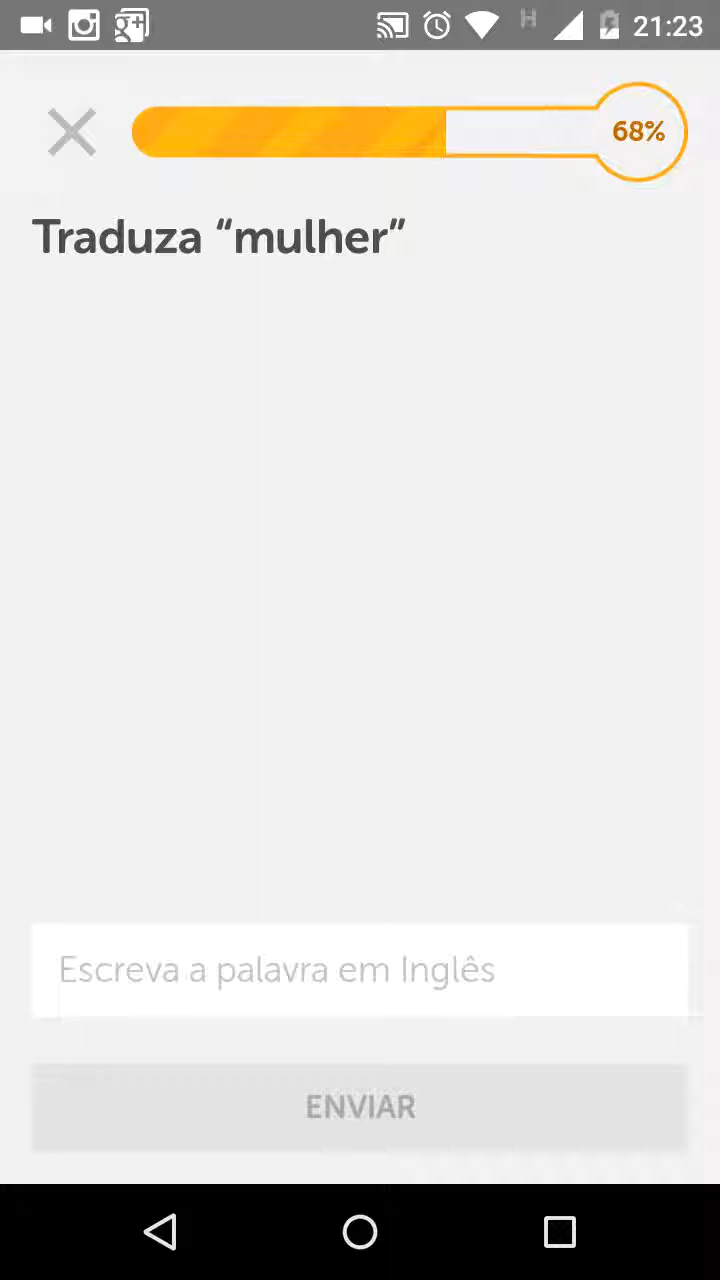 H 21:23
68%
Traduza “mulher”
Escreva a palavra em Inglês
ENVIAR